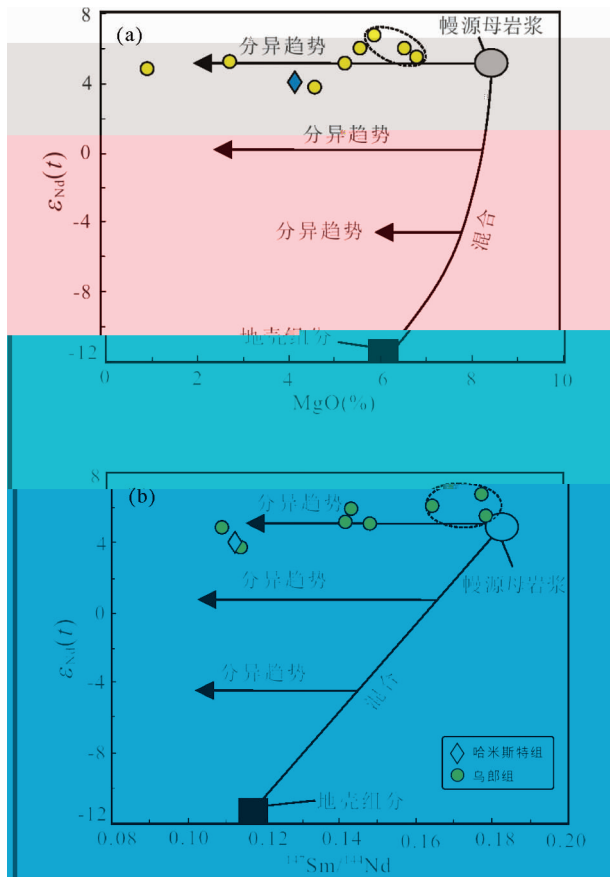 8
(a)
幔源母岩浆
分异趋势
4
分异趋势
0
εNd(t)
分异趋势
-4
混合
-8
地壳组分
-12
0 2 4 6 8 10
MgO(%)
8
(b)
分异趋势
4
幔源母岩浆
分异趋势
0
εNd(t)
分异趋势
-4
混合
-8
哈米斯特组
乌郎组
地壳组分
-12
0.08 0.10 0.12 0.14 0.16 0.18 0.20
¹⁴⁷Sm/¹⁴⁴Nd